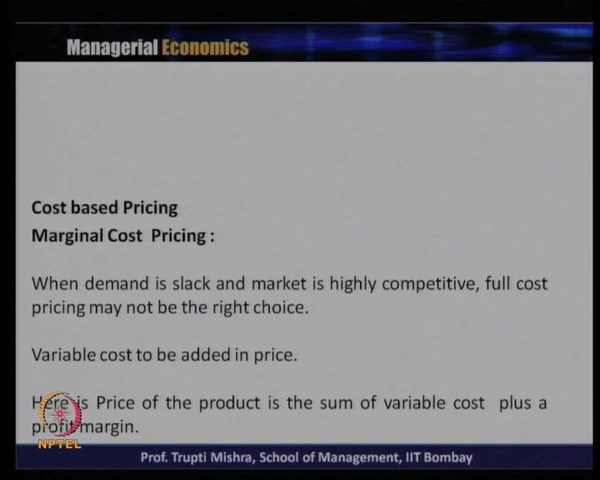 Managerial Economics
Cost based Pricing
Marginal Cost Pricing :
When demand is slack and market is highly competitive, full cost
pricing may not be the right choice.
Variable cost to be added in price.
Here is Price of the product is the sum of variable cost plus a
profit margin.
NPTEL
Prof. Trupti Mishra, School of Management, IIT Bombay